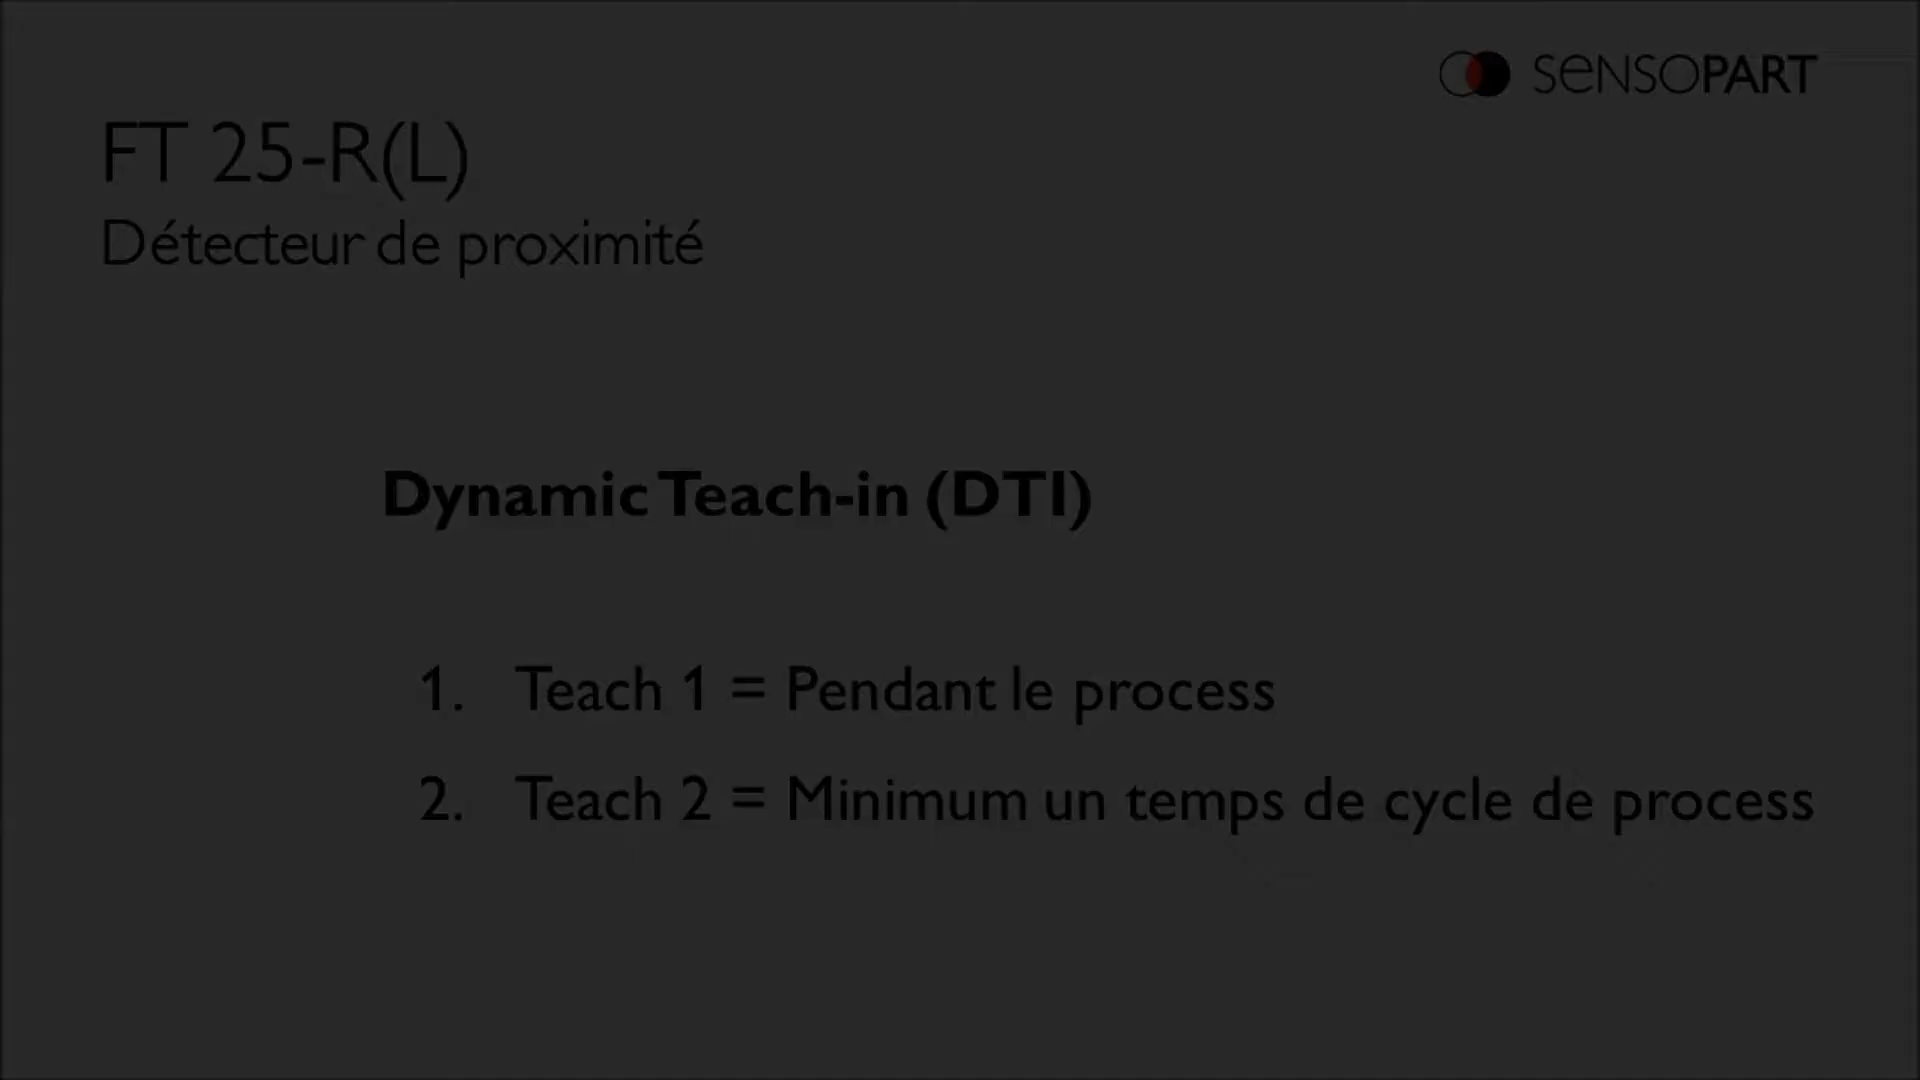 SENSOPART
FT 25-R(L)
Détecteur de proximité
Dynamic Teach-in (DTI)
1. Teach 1 = Pendant le process
2. Teach 2 = Minimum un temps de cycle de process